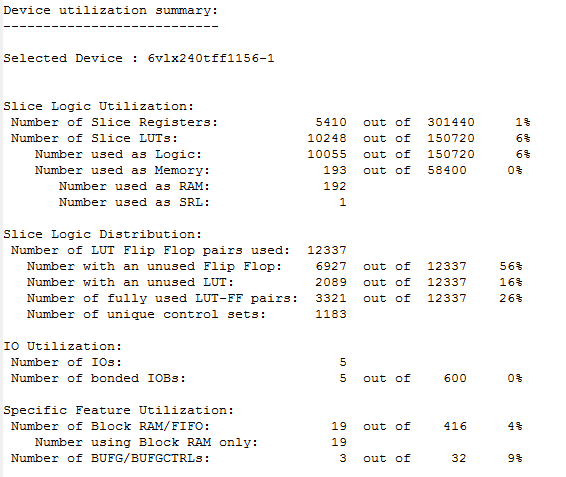 Device utilization summary:
---------------------------
Selected Device : 6vlx240tff1156-1
Slice Logic Utilization:
Number of Slice Registers: 5410 out of 301440 1%
Number of Slice LUTs: 10248 out of 150720 6%
Number used as Logic: 10055 out of 150720 6%
Number used as Memory: 193 out of 58400 0%
Number used as RAM: 192
Number used as SRL: 1
Slice Logic Distribution:
Number of LUT Flip Flop pairs used: 12337
Number with an unused Flip Flop: 6927 out of 12337 56%
Number with an unused LUT: 2089 out of 12337 16%
Number of fully used LUT-FF pairs: 3321 out of 12337 26%
Number of unique control sets: 1183
IO Utilization:
Number of IOs: 5
Number of bonded IOBs: 5 out of 600 0%
Specific Feature Utilization:
Number of Block RAM/FIFO: 19 out of 416 4%
Number using Block RAM only: 19
Number of BUFG/BUFGCTRLs: 3 out of 32 9%